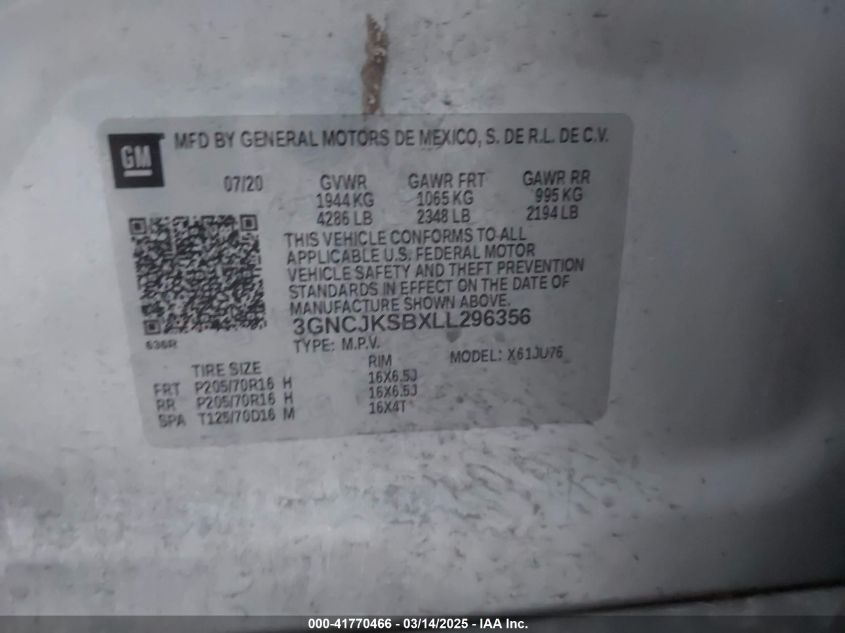 GM
MFD BY GENERAL MOTORS DE MEXICO, S. DE R.L. DE C.V.
07/20 GVWR GAWR FRT GAWR RR
1944 KG 1065 KG 995 KG
4286 LB 2348 LB 2194 LB
THIS VEHICLE CONFORMS TO ALL
APPLICABLE U.S. FEDERAL MOTOR
VEHICLE SAFETY AND THEFT PREVENTION
STANDARDS IN EFFECT ON THE DATE OF
MANUFACTURE SHOWN ABOVE.
3GNCJKSBXLL296356
636R
TYPE: M.P.V. MODEL: X61JU76
TIRE SIZE RIM
FRT P205/70R16 H 16X6.5J
RR P205/70R16 H 16X6.5J
SPA T125/70D16 M 16X4T
000-41770466 - 03/14/2025 - IAA Inc.